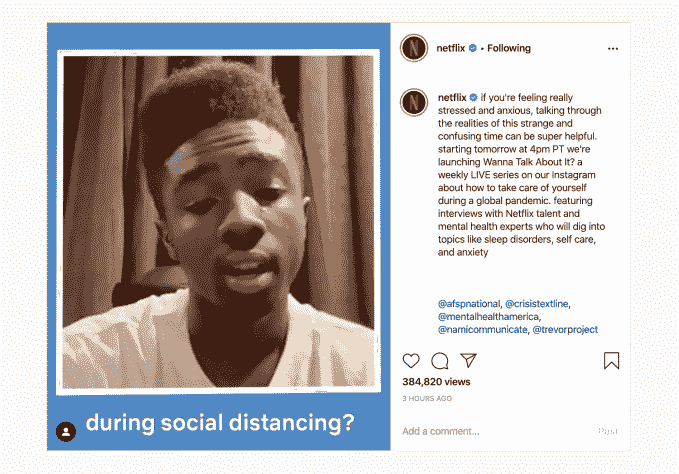 netflix • Following
netflix if you're feeling really
stressed and anxious, talking through
the realities of this strange and
confusing time can be super helpful.
starting tomorrow at 4pm PT we're
launching Wanna Talk About It? a
weekly LIVE series on our Instagram
about how to take care of yourself
during a global pandemic. featuring
interviews with Netflix talent and
mental health experts who will dig into
topics like sleep disorders, self care,
and anxiety
@afspnational, @crisistextline,
@mentalhealthamerica,
@namicommunicate, @trevorproject
384,820 views
3 HOURS AGO
Add a comment... Post
during social distancing?